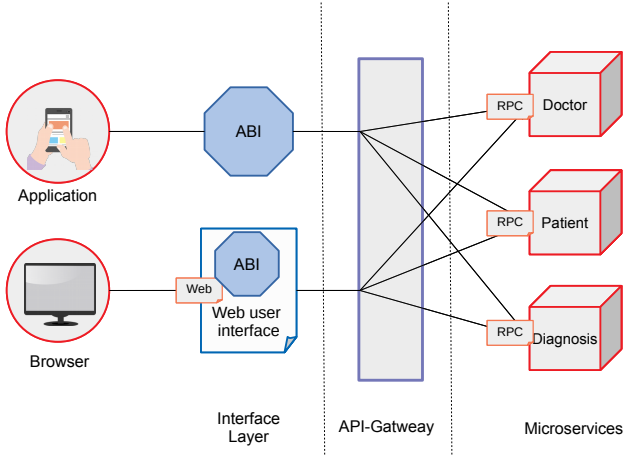 Application
ABI
RPC
Doctor
RPC
Patient
Browser
Web
ABI
Web user
interface
RPC
Diagnosis
Interface
Layer
API-Gatweay
Microservices